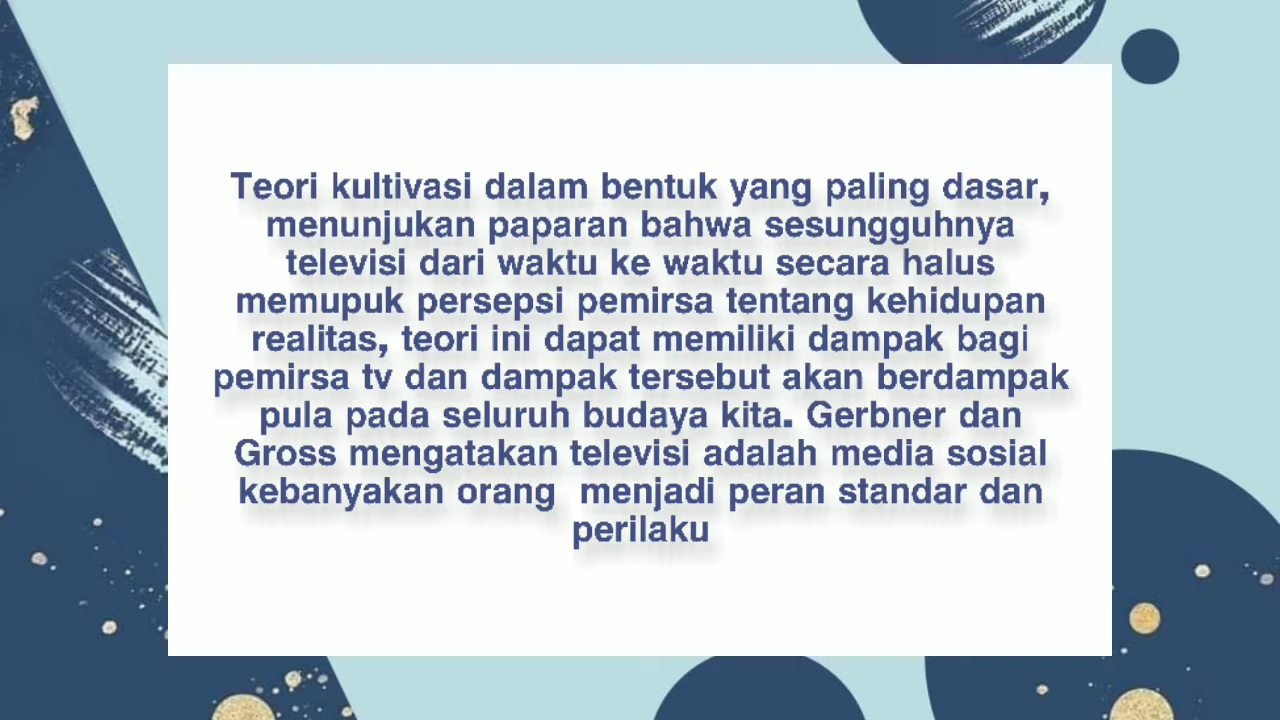 Teori kultivasi dalam bentuk yang paling dasar,
menunjukan paparan bahwa sesungguhnya
televisi dari waktu ke waktu secara halus
memupuk persepsi pemirsa tentang kehidupan
realitas, teori ini dapat memiliki dampak bagi
pemirsa tv dan dampak tersebut akan berdampak
pula pada seluruh budaya kita. Gerbner dan
Gross mengatakan televisi adalah media sosial
kebanyakan orang  menjadi peran standar dan
perilaku